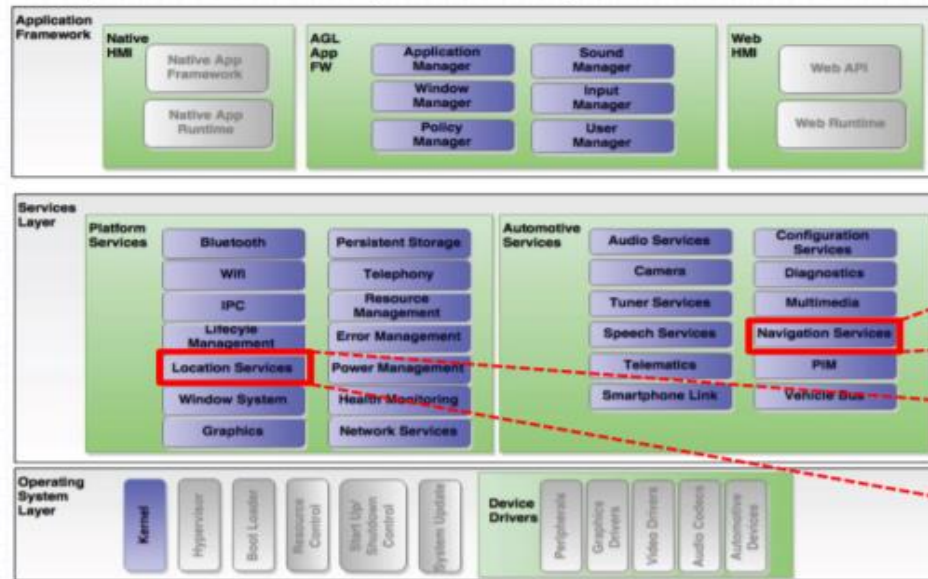 Application
Framework
Native
HMI
Native App
Framework
Native App
Runtime
AGL
App
FW
Application
Manager
Sound
Manager
Window
Manager
Input
Manager
Policy
Manager
User
Manager
Web
HMI
Web API
Web Runtime
Services
Layer
Platform
Services
Bluetooth
Persistent Storage
Wifi
Telephony
IPC
Resource
Management
Lifecyle
Management
Error Management
Location Services
Power Management
Window System
Health Monitoring
Graphics
Network Services
Automotive
Services
Audio Services
Configuration
Services
Camera
Diagnostics
Tuner Services
Multimedia
Speech Services
Navigation Services
Telematics
PIM
Smartphone Link
Vehicle Bus
Operating
System
Layer
Kernel
Hypervisor
Boot Loader
Resource
Control
Start Up/
Shutdown
Control
System Update
Device
Drivers
Peripherals
Graphics
Drivers
Video Drivers
Audio Codecs
Automotive
Devices